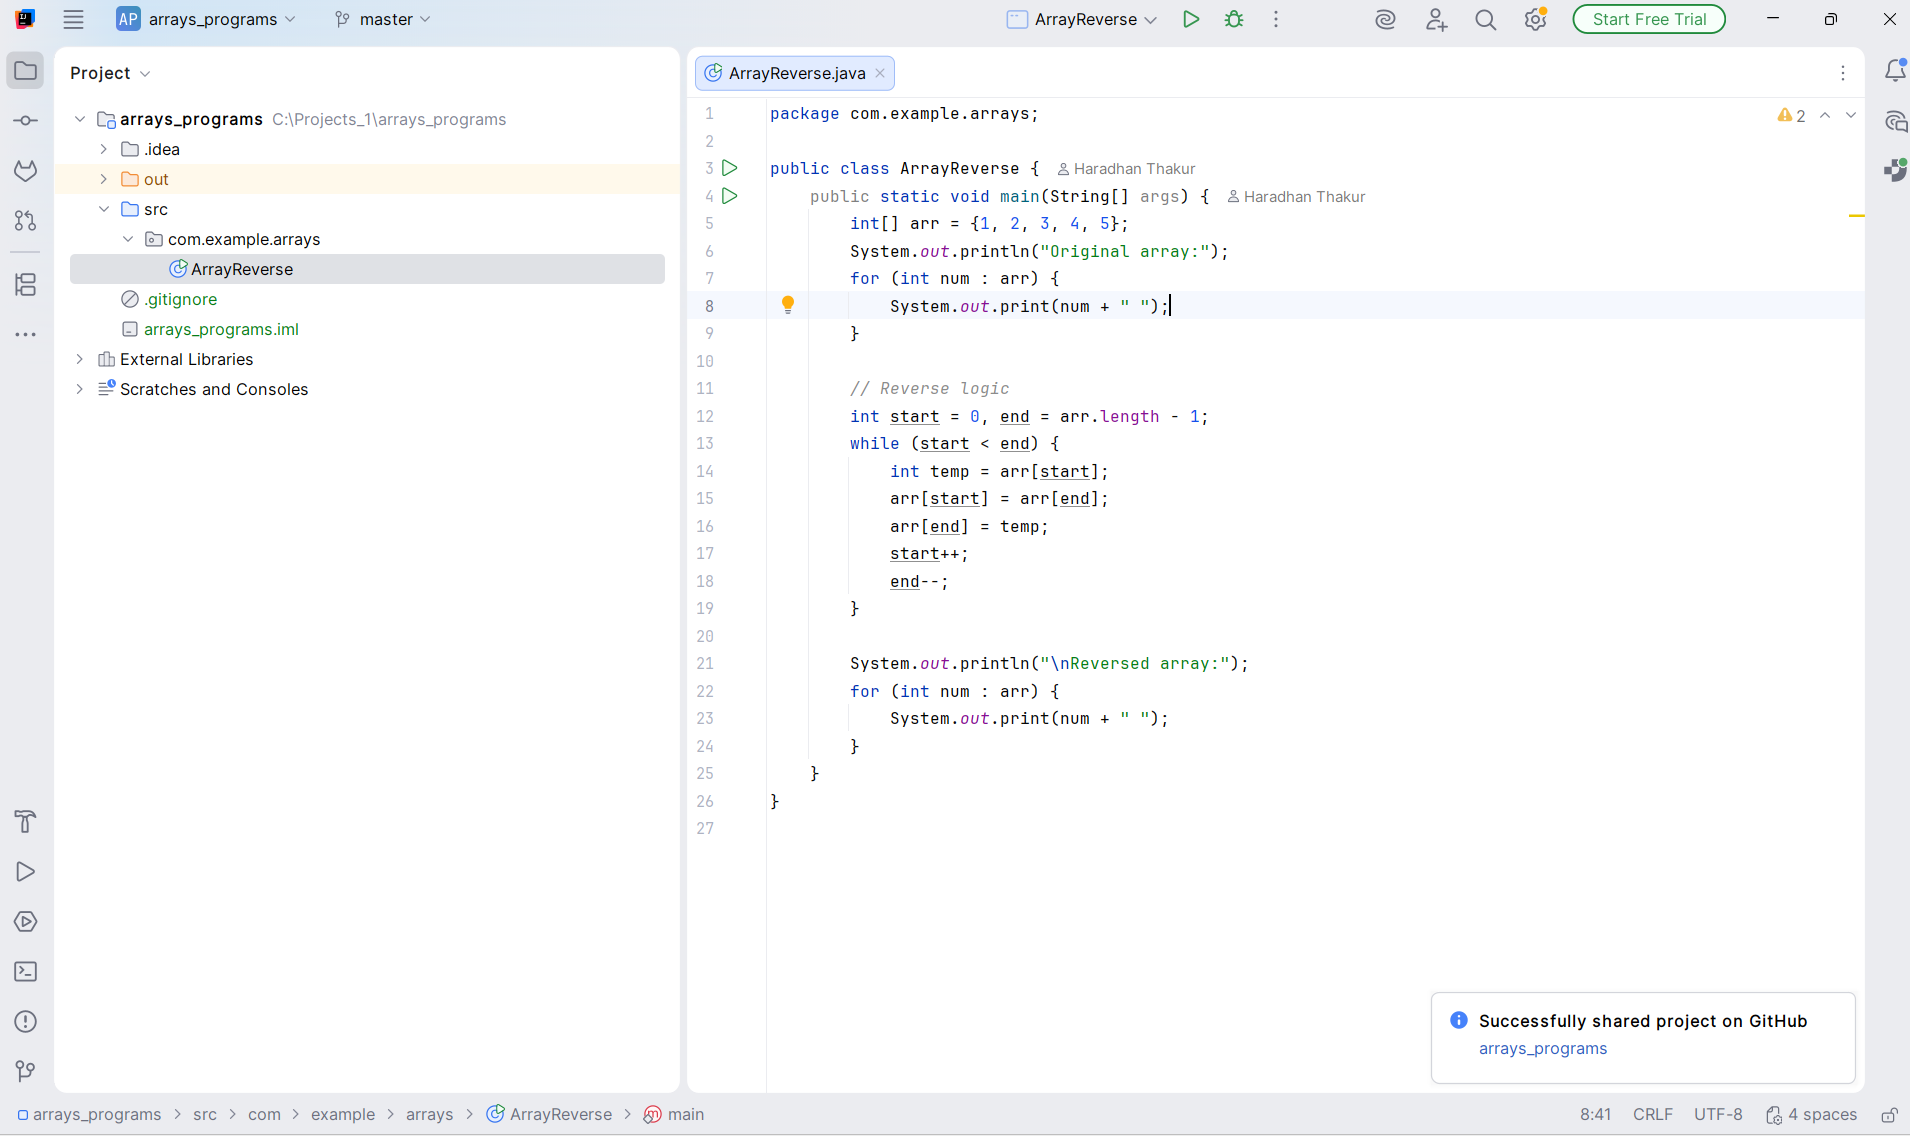 AP arrays_programs master ArrayReverse Start Free Trial
Project
ArrayReverse.java
arrays_programs C:\Projects_1\arrays_programs
.idea
out
src
com.example.arrays
ArrayReverse
.gitignore
arrays_programs.iml
External Libraries
Scratches and Consoles
2
1 package com.example.arrays;
2
3 public class ArrayReverse { Haradhan Thakur
4 public static void main(String[] args) { Haradhan Thakur
5 int[] arr = {1, 2, 3, 4, 5};
6 System.out.println("Original array:");
7 for (int num : arr) {
8 System.out.print(num + " ");
9 }
10
11 // Reverse logic
12 int start = 0, end = arr.length - 1;
13 while (start < end) {
14 int temp = arr[start];
15 arr[start] = arr[end];
16 arr[end] = temp;
17 start++;
18 end--;
19 }
20
21 System.out.println("\nReversed array:");
22 for (int num : arr) {
23 System.out.print(num + " ");
24 }
25 }
26 }
27
Successfully shared project on GitHub
arrays_programs
arrays_programs > src > com > example > arrays > ArrayReverse > main
8:41 CRLF UTF-8 4 spaces